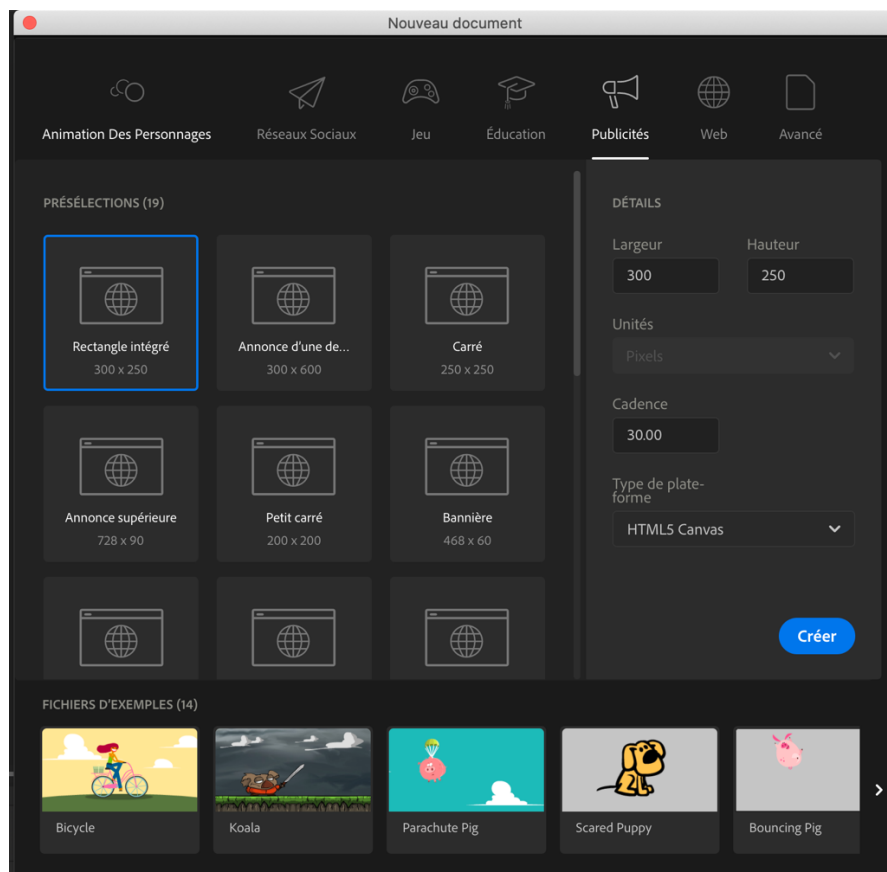 Nouveau document
Animation Des Personnages
Réseaux Sociaux
Jeu
Éducation
Publicités
Web
Avancé
PRÉSÉLECTIONS (19)
Rectangle intégré
300 x 250
Annonce d'une de...
300 x 600
Carré
250 x 250
Annonce supérieure
728 x 90
Petit carré
200 x 200
Bannière
468 x 60
DÉTAILS
Largeur
Hauteur
300
250
Unités
Pixels
Cadence
30.00
Type de plate-
forme
HTML5 Canvas
Créer
FICHIERS D'EXEMPLES (14)
Bicycle
Koala
Parachute Pig
Scared Puppy
Bouncing Pig